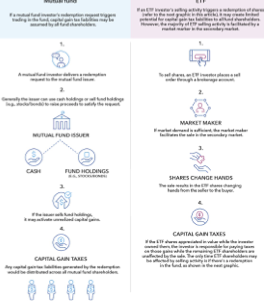 Mutual fund
If a mutual fund investor's redemption request triggers
trading in the fund, capital gain tax liabilities may be
assumed by all fund shareholders.
1.
A mutual fund investor delivers a redemption
request to the mutual fund issuer.
2.
Generally the issuer can use cash holdings or sell fund holdings
(e.g., stocks/bonds) to raise proceeds to satisfy the request.
MUTUAL FUND ISSUER
CASH
FUND HOLDINGS
(e.g., stocks/bonds)
3.
If the issuer sells fund holdings,
it may activate unrealized capital gains.
4.
CAPITAL GAIN TAXES
Any capital gain tax liabilities generated by the redemption
would be distributed across all mutual fund shareholders.
ETF
If an ETF investor's selling activity triggers a redemption of shares
(refer to the next graphic in this article), it may create limited
potential for capital gain tax liabilities to all fund shareholders.
However, the majority of ETF selling activity is facilitated by a
market maker in the secondary market.
1.
To sell shares, an ETF investor places a sell
order through a brokerage account.
2.
MARKET MAKER
If market demand is sufficient, the market maker
facilitates the sale in the secondary market.
3.
SHARES CHANGE HANDS
The sale results in the ETF shares changing
hands from the seller to the buyer.
4.
CAPITAL GAIN TAXES
If the ETF shares appreciated in value while the investor
owned them, the investor is responsible for paying taxes
on those gains while the remaining ETF shareholders are
unaffected by the sale. The only time ETF shareholders may
be affected by selling activity is if there's a redemption
in the fund, as shown in the next graphic.